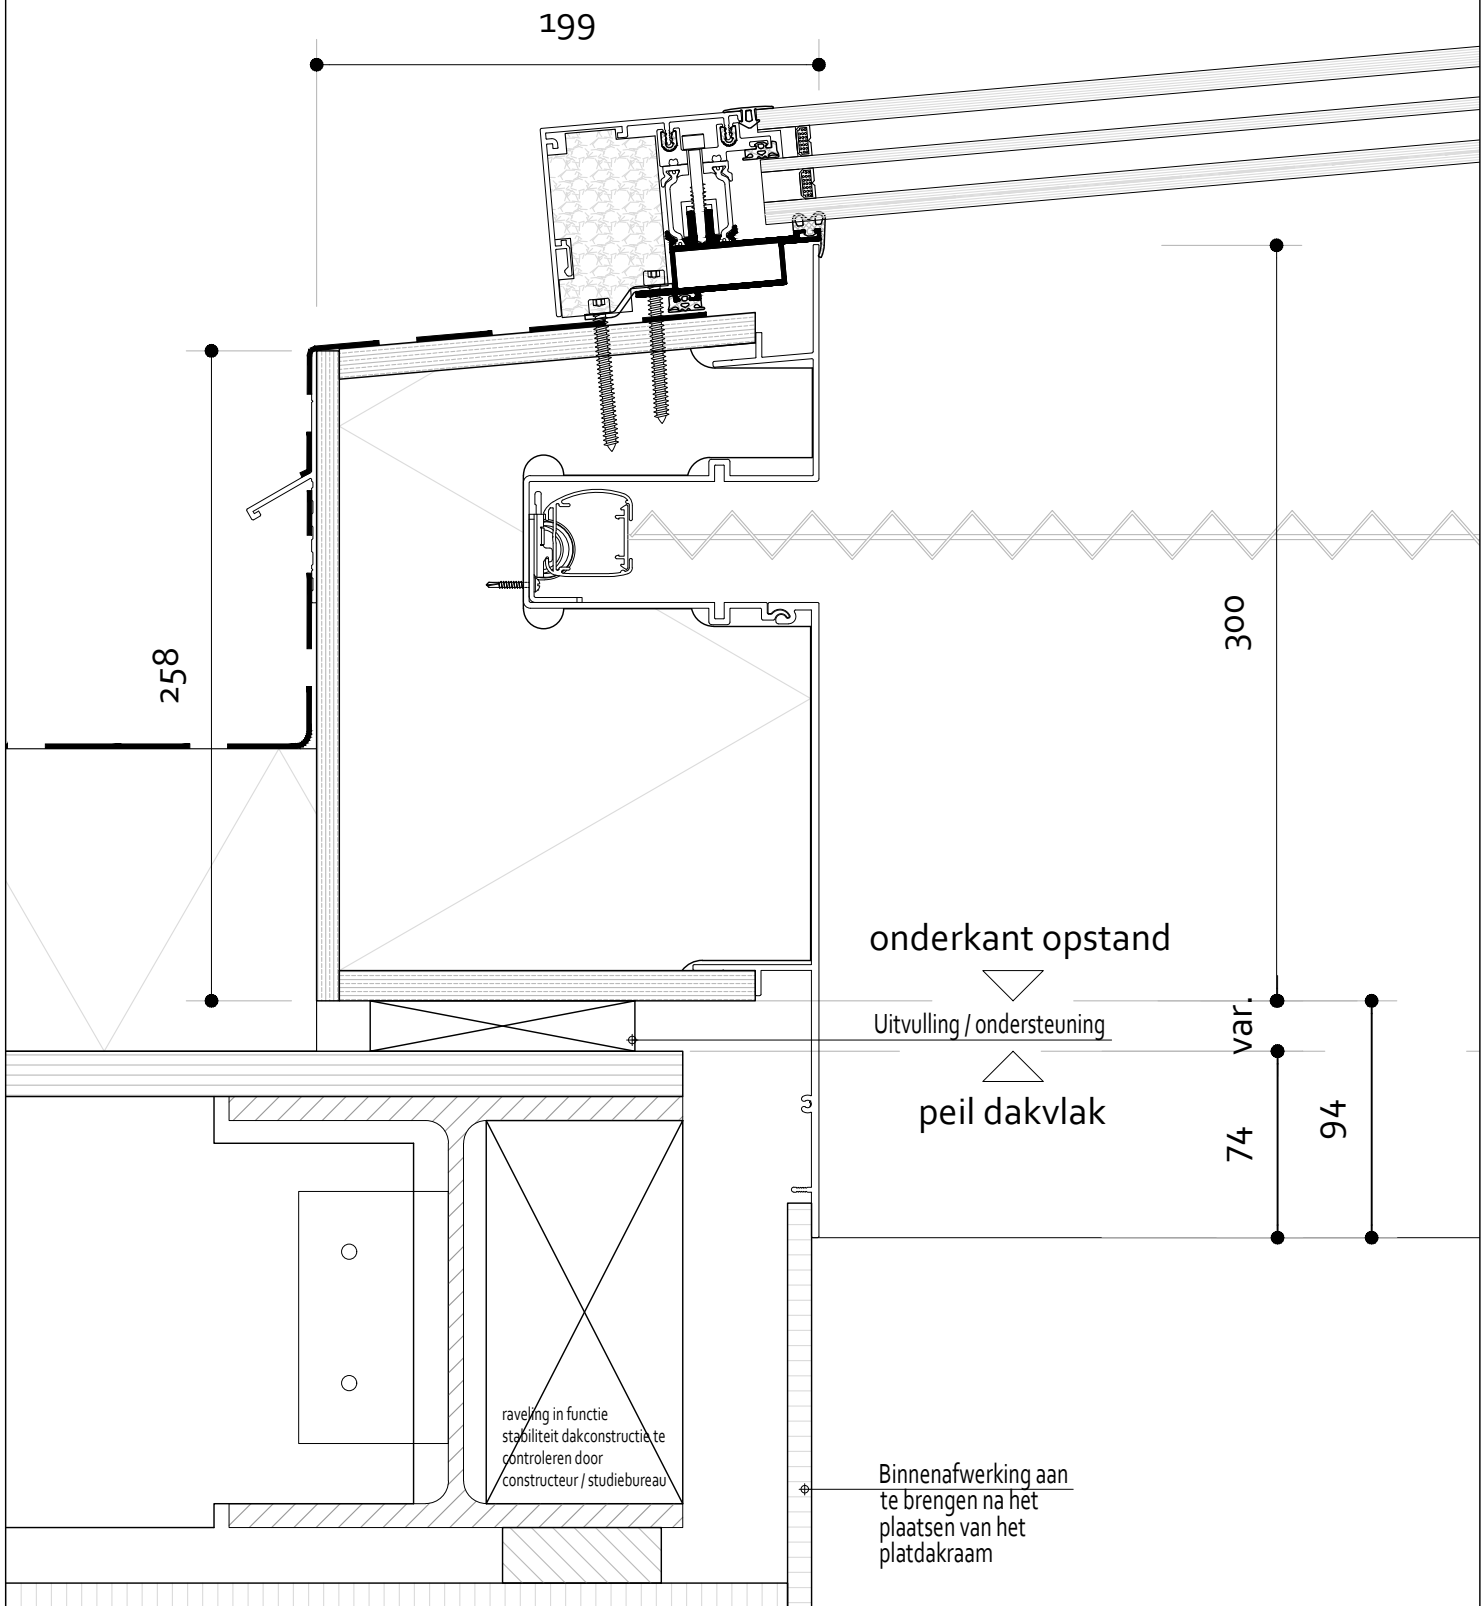 199
258
300
onderkant opstand
Uitvulling / ondersteuning
var.
peil dakvlak
74
94
raveling in functie
stabiliteit dakconstructie te
controleren door
constructeur / studiebureau
Binnenafwerking aan
te brengen na het
plaatsen van het
platdakraam